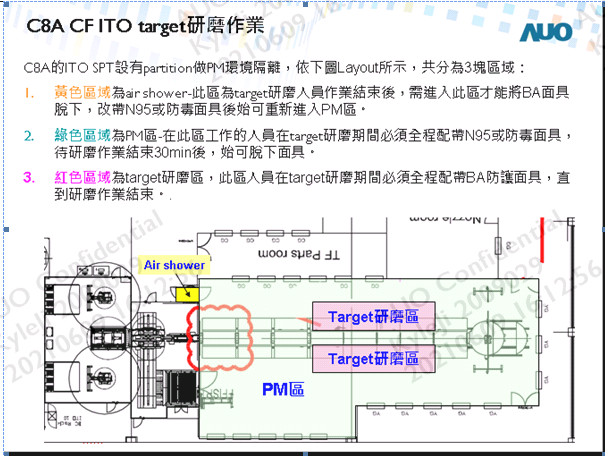 C8A CF ITO target研磨作業
AUO
C8A的ITO SPT設有partition做PM環境隔離，依下圖Layout所示，共分為3塊區域：
1. 黃色區域為air shower-此區為target研磨人員作業結束後，需進入此區才能將BA面具
脫下，改帶N95或防毒面具後始可重新進入PM區。
2. 綠色區域為PM區-在此區工作的人員在target研磨期間必須全程配帶N95或防毒面具，
待研磨作業結束30min後，始可脫下面具。
3. 紅色區域為target研磨區，此區人員在target研磨期間必須全程配帶BA防護面具，直
到研磨作業結束。.
Nozzle room
TF Parts room
Air shower
Target研磨區
Target研磨區
PM區
AUO Confidential